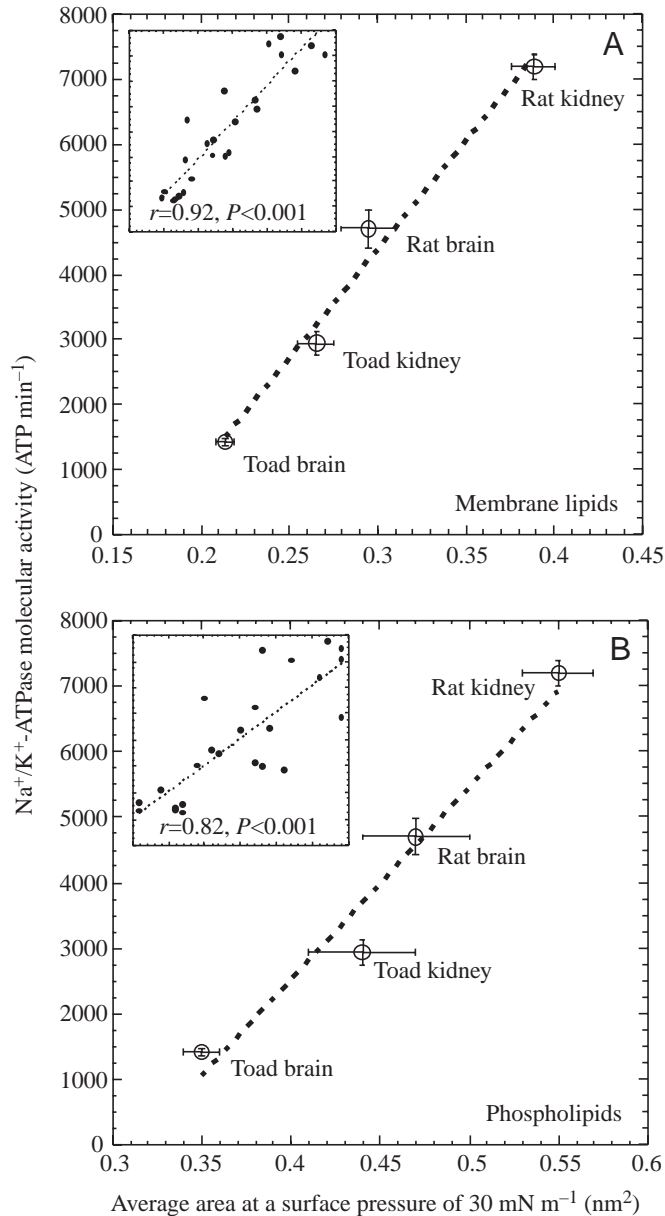 Na⁺/K⁺-ATPase molecular activity (ATP min⁻¹)
A
8000
7000
6000
5000
4000
3000
2000
1000
0
r=0.92, P<0.001
Rat kidney
Rat brain
Toad kidney
Toad brain
Membrane lipids
0.15 0.2 0.25 0.3 0.35 0.4 0.45
B
8000
7000
6000
5000
4000
3000
2000
1000
0
r=0.82, P<0.001
Rat kidney
Rat brain
Toad kidney
Toad brain
Phospholipids
0.3 0.35 0.4 0.45 0.5 0.55 0.6
Average area at a surface pressure of 30 mN m⁻¹ (nm²)